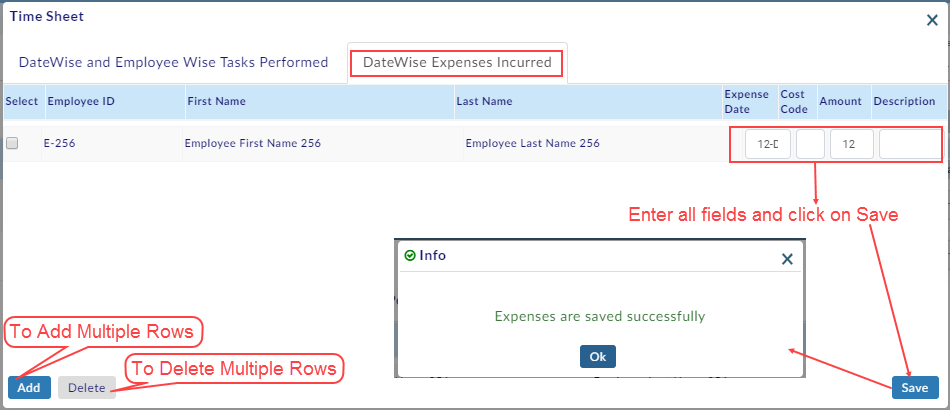 Time Sheet
DateWise and Employee Wise Tasks Performed
DateWise Expenses Incurred
Select Employee ID First Name Last Name Expense Date Cost Code Amount Description
E-256 Employee First Name 256 Employee Last Name 256 12-D 12
Enter all fields and click on Save
Info
Expenses are saved successfully
Ok
To Add Multiple Rows
To Delete Multiple Rows
Add Delete Save